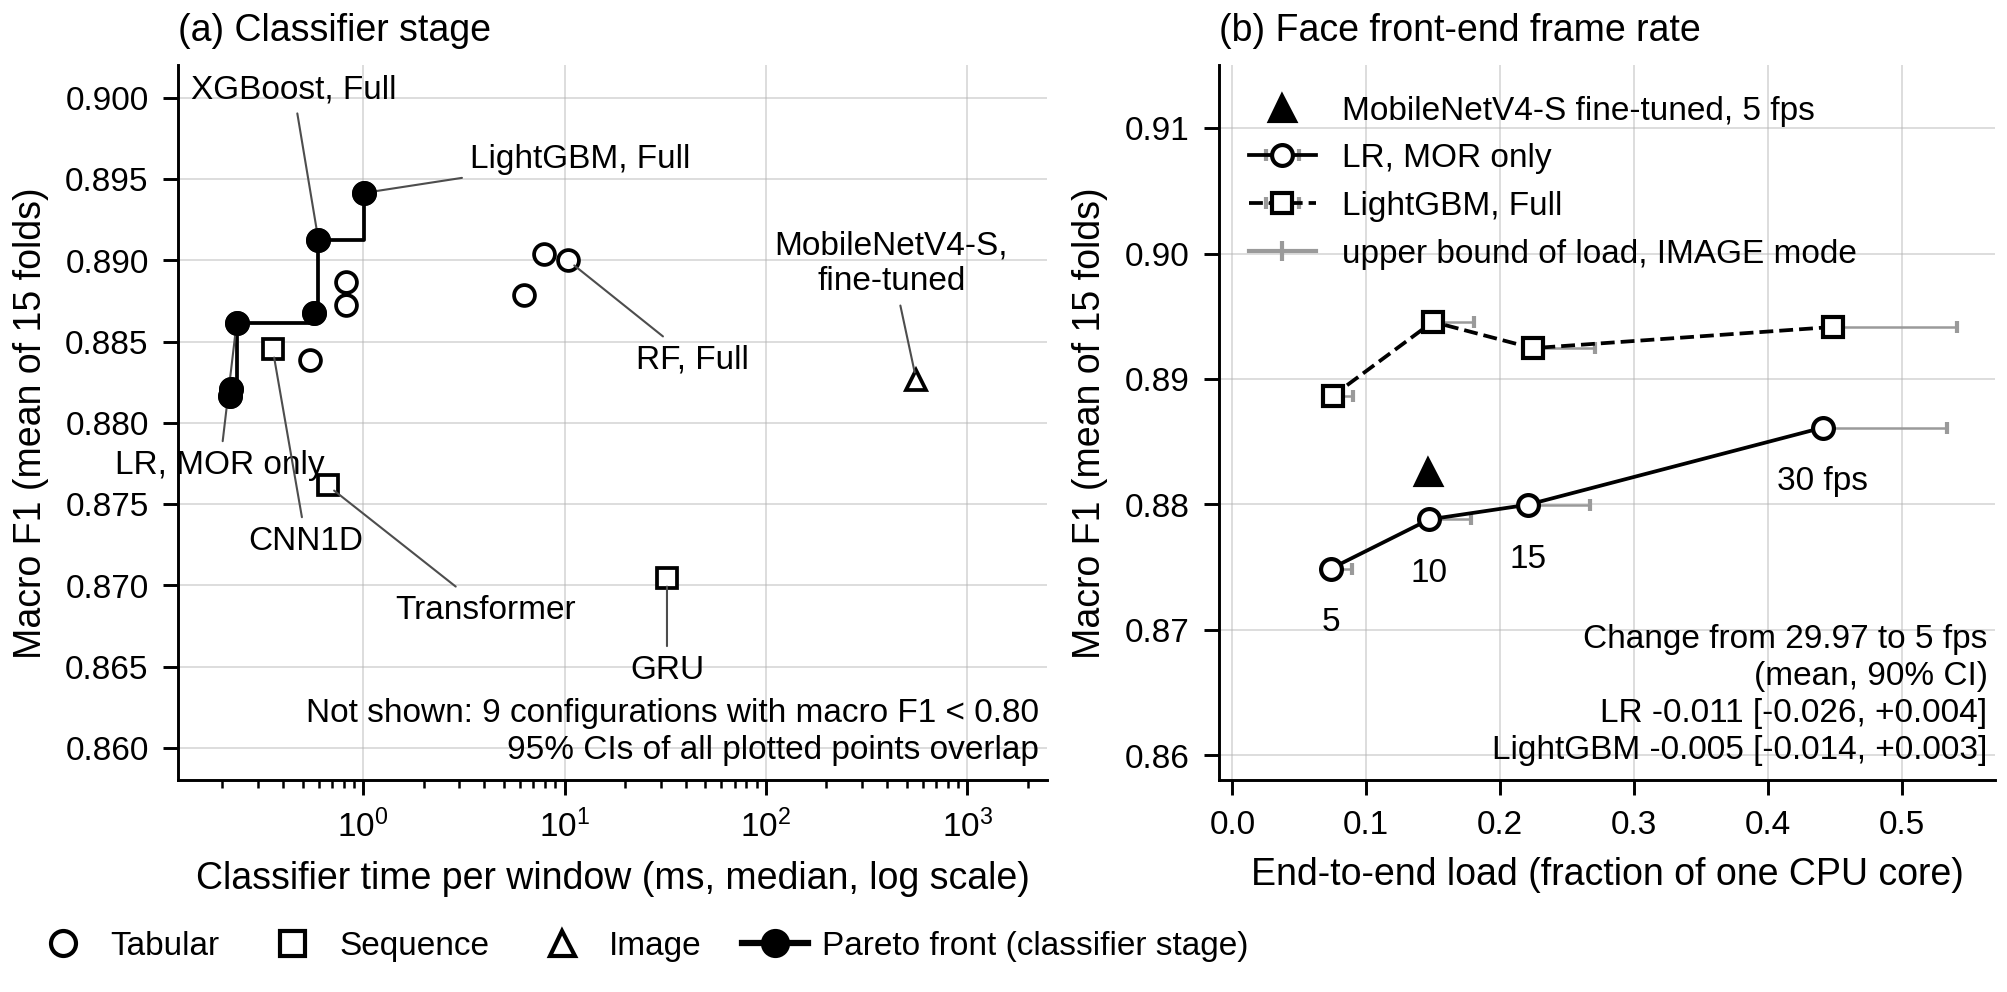 (a) Classifier stage
Macro F1 (mean of 15 folds)
0.900
0.895
0.890
0.885
0.880
0.875
0.870
0.865
0.860
XGBoost, Full
LightGBM, Full
MobileNetV4-S,
fine-tuned
RF, Full
LR, MOR only
CNN1D
Transformer
GRU
Not shown: 9 configurations with macro F1 < 0.80
95% CIs of all plotted points overlap
10⁰
10¹
10²
10³
Classifier time per window (ms, median, log scale)
(b) Face front-end frame rate
Macro F1 (mean of 15 folds)
0.91
0.90
0.89
0.88
0.87
0.86
MobileNetV4-S fine-tuned, 5 fps
LR, MOR only
LightGBM, Full
upper bound of load, IMAGE mode
30 fps
15
10
5
Change from 29.97 to 5 fps
(mean, 90% CI)
LR -0.011 [-0.026, +0.004]
LightGBM -0.005 [-0.014, +0.003]
0.0
0.1
0.2
0.3
0.4
0.5
End-to-end load (fraction of one CPU core)
Tabular
Sequence
Image
Pareto front (classifier stage)